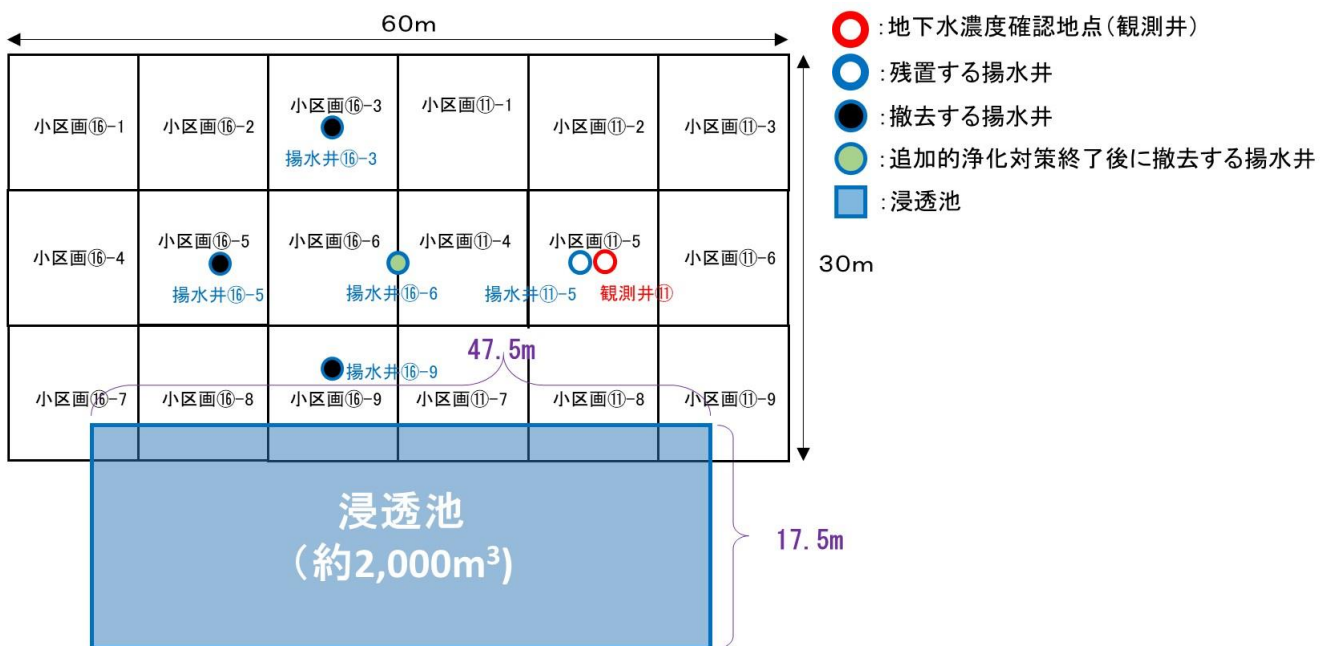 60m
小区画⑯-1
小区画⑯-2
小区画⑯-3
揚水井⑯-3
小区画⑪-1
小区画⑪-2
小区画⑪-3
小区画⑯-4
小区画⑯-5
揚水井⑯-5
小区画⑯-6
揚水井⑯-6
小区画⑪-4
小区画⑪-5
揚水井⑪-5
観測井⑪
小区画⑪-6
30m
47.5m
揚水井⑯-9
小区画⑯-7
小区画⑯-8
小区画⑯-9
小区画⑪-7
小区画⑪-8
小区画⑪-9
浸透池
(約2,000m³)
17.5m
:地下水濃度確認地点(観測井)
:残置する揚水井
:撤去する揚水井
:追加的浄化対策終了後に撤去する揚水井
:浸透池